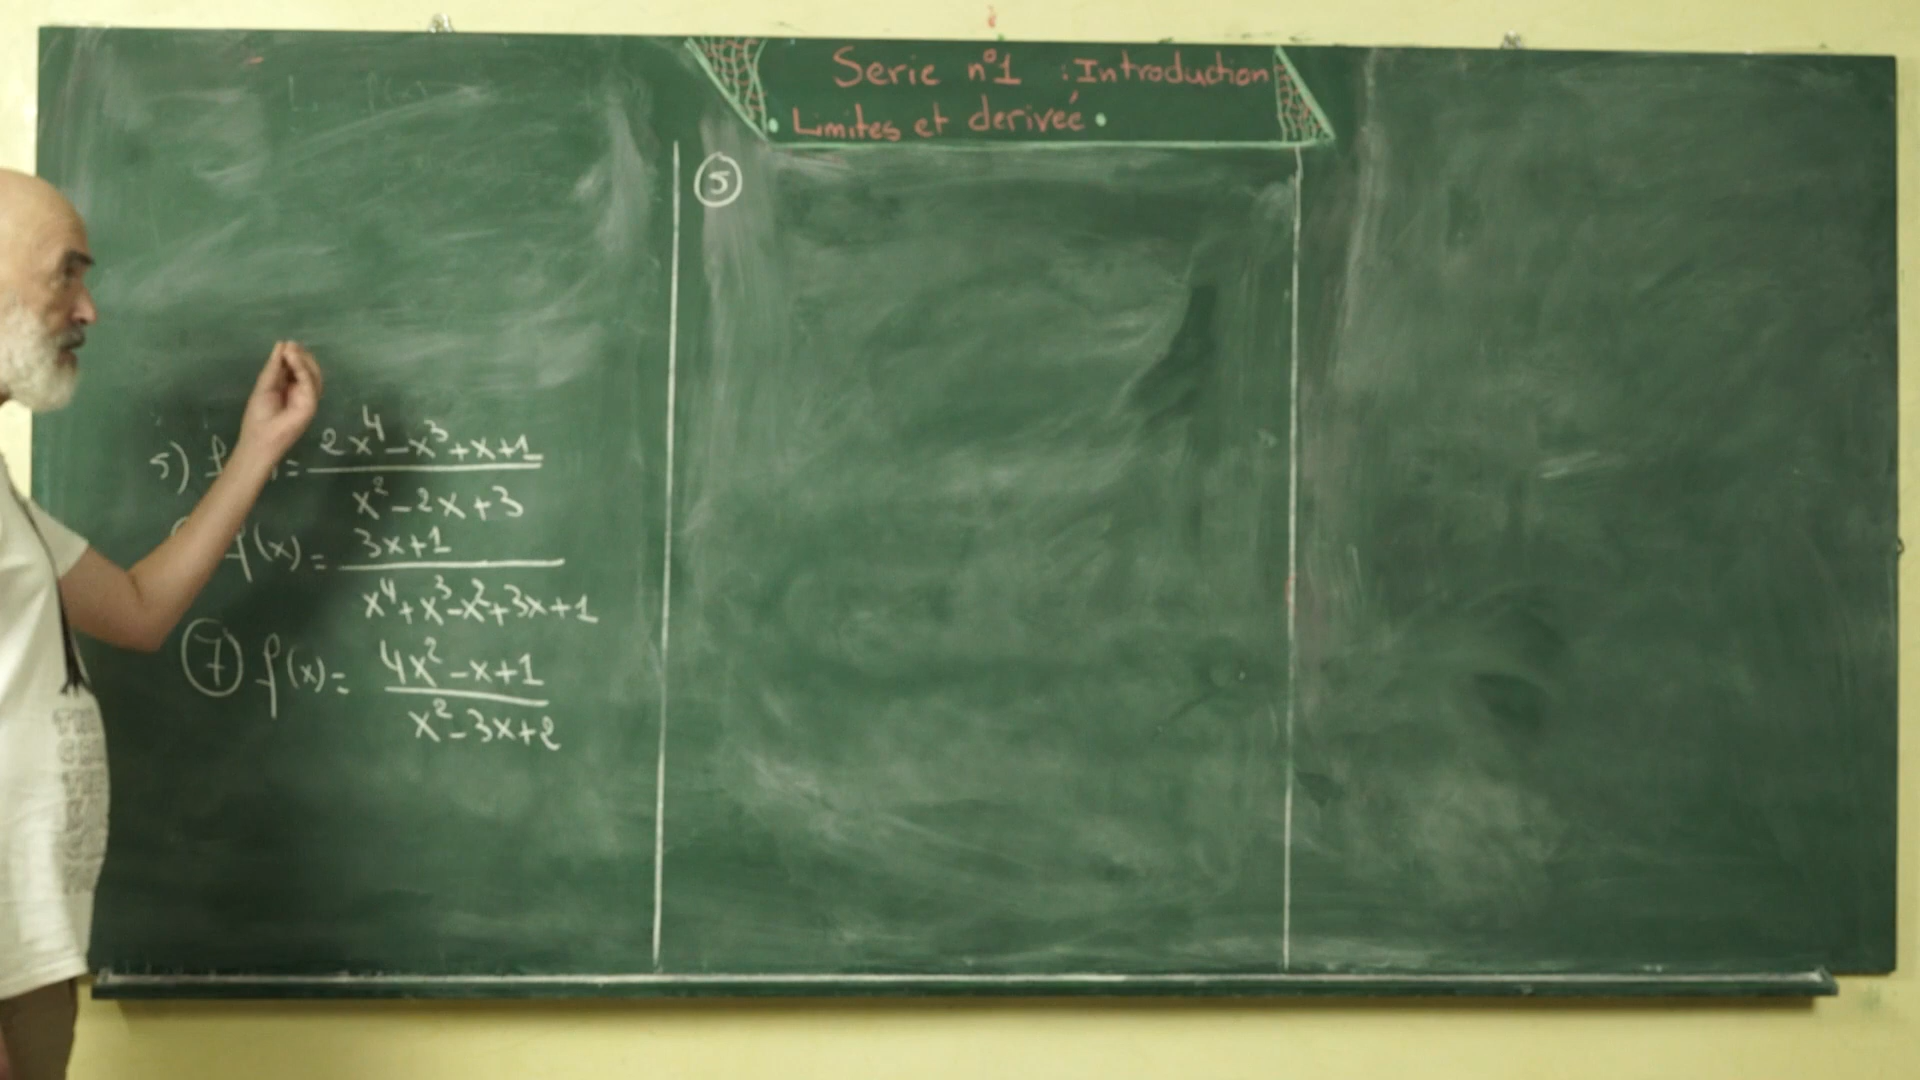 Serie n°1 : Introduction
• Limites et derivéé •
5
5) f = 2x⁴-x³+x+1
x²-2x+3
f(x) = 3x+1
x⁴+x³-x²+3x+1
7 f(x) = 4x²-x+1
x²-3x+2